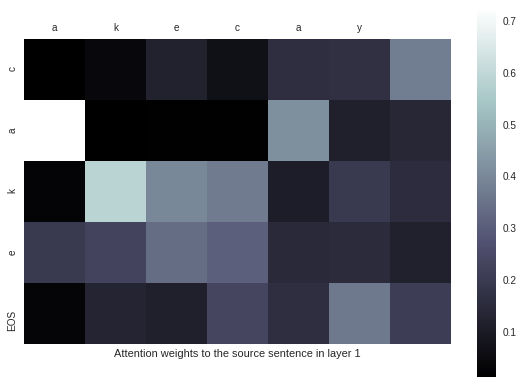 a k e c a y
0.7
c
0.6
a
0.5
0.4
k
0.3
e
0.2
EOS
0.1
Attention weights to the source sentence in layer 1